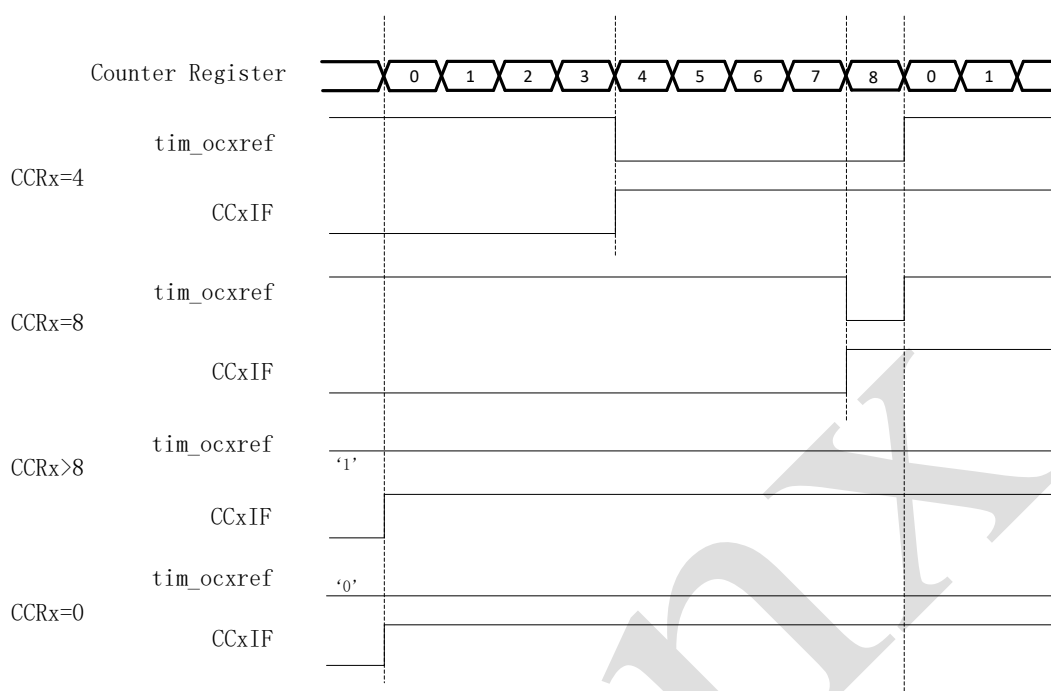 Counter Register 0 1 2 3 4 5 6 7 8 0 1
tim_ocxref
CCRx=4
CCxIF
tim_ocxref
CCRx=8
CCxIF
tim_ocxref
‘1’
CCRx>8
CCxIF
tim_ocxref
‘0’
CCRx=0
CCxIF
nx